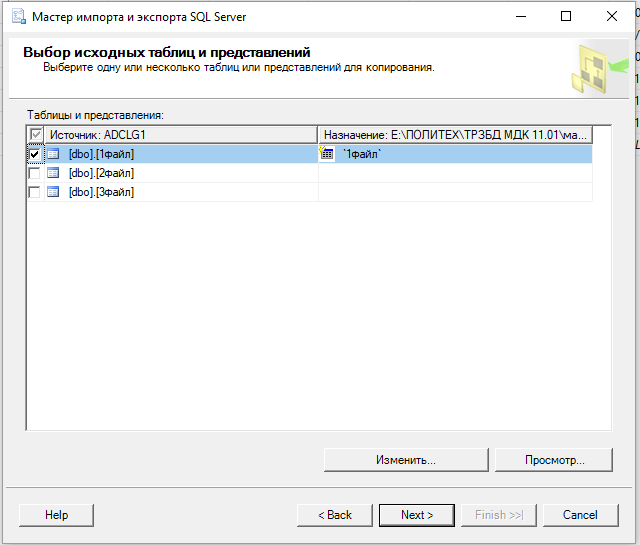 Мастер импорта и экспорта SQL Server
Выбор исходных таблиц и представлений
Выберите одну или несколько таблиц или представлений для копирования.
Таблицы и представления:
Источник: ADCLG1 Назначение: E:\ПОЛИТЕХ\ТРЗБД МДК 11.01\ма...
[dbo].[1файл] `1файл`
[dbo].[2файл]
[dbo].[3файл]
Изменить... Просмотр...
Help < Back Next > Finish >>| Cancel